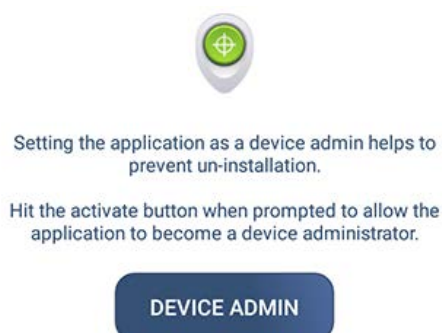 Setting the application as a device admin helps to
prevent un-installation.
Hit the activate button when prompted to allow the
application to become a device administrator.
DEVICE ADMIN